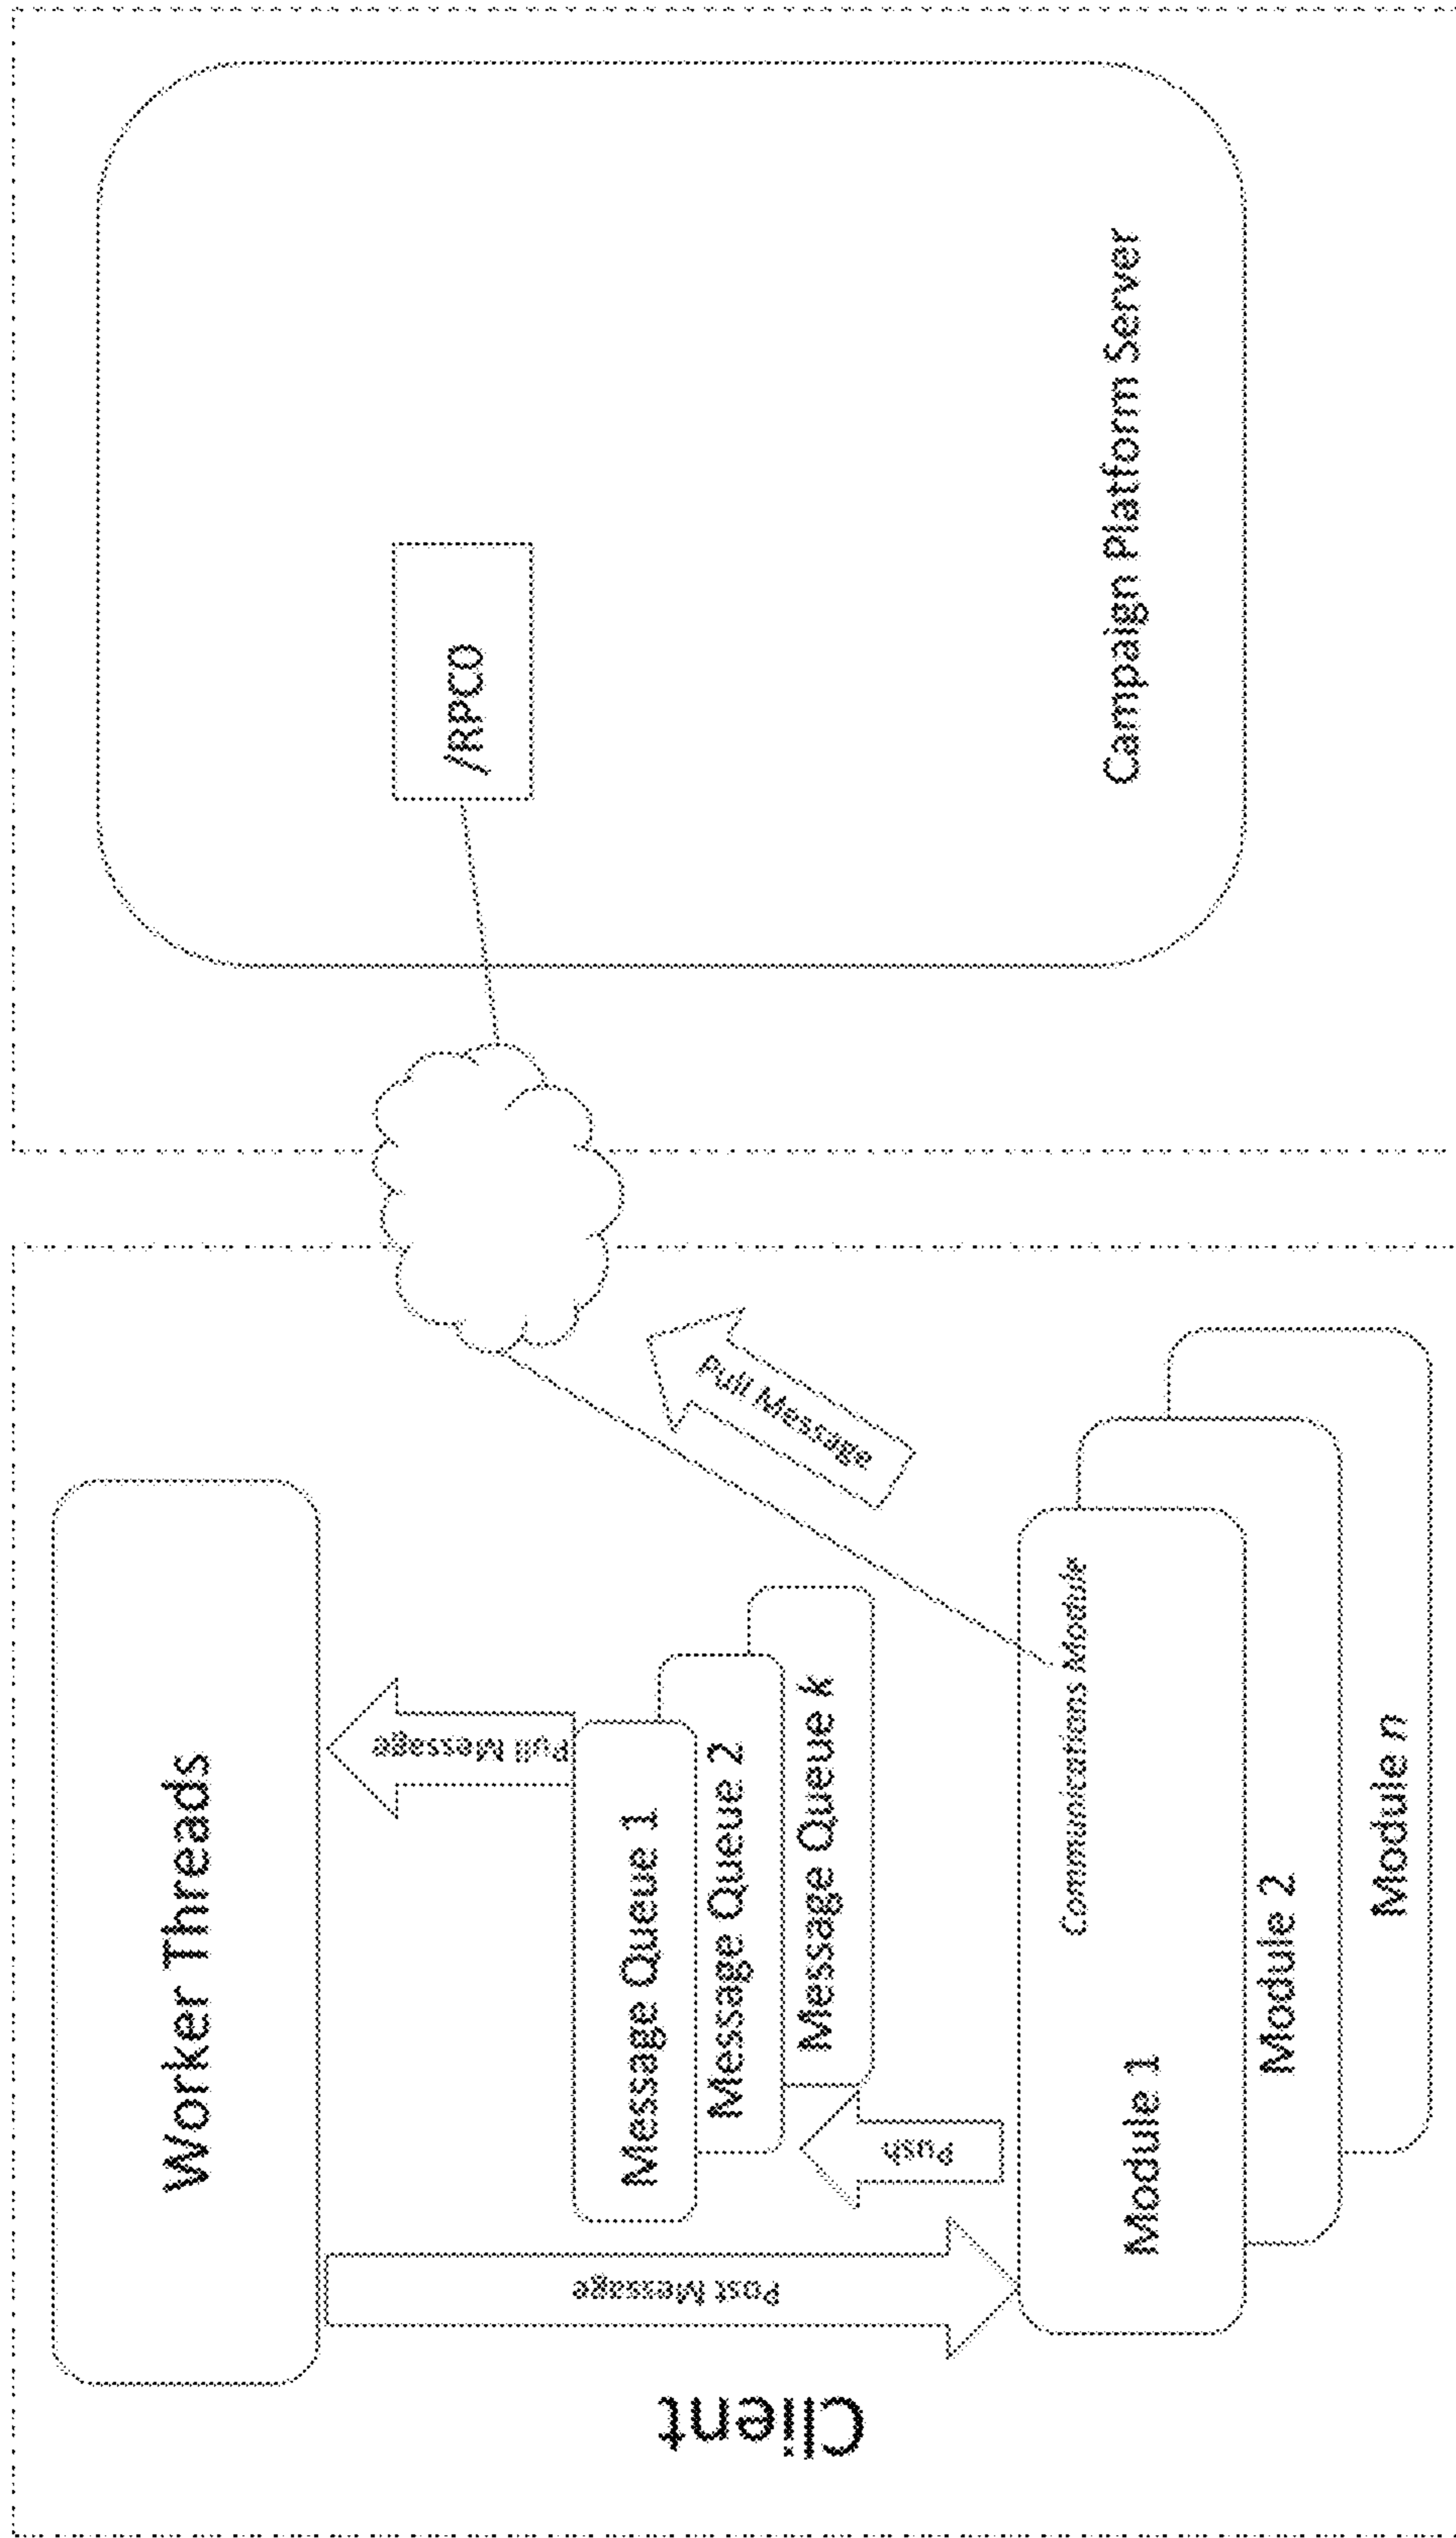 Client
Worker Threads
Post Message
Pull Message
Message Queue 1
Message Queue 2
Message Queue k
Push
Pull Message
Module 1
Communications Module
Module 2
Module n
/RPC0
Campaign Platform Server